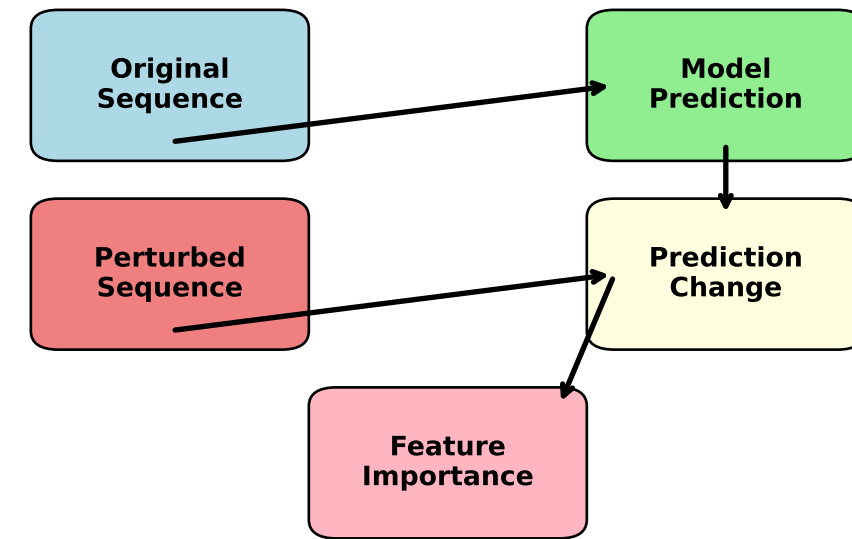 Original
Sequence
Model
Prediction
Perturbed
Sequence
Prediction
Change
Feature
Importance